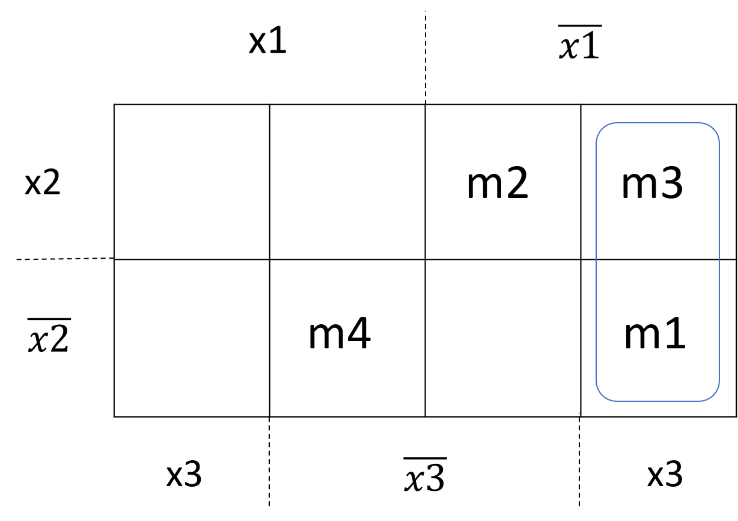 x1 x̅1̅
x2 m2 m3
x̅2̅ m4 m1
x3 x̅3̅ x3